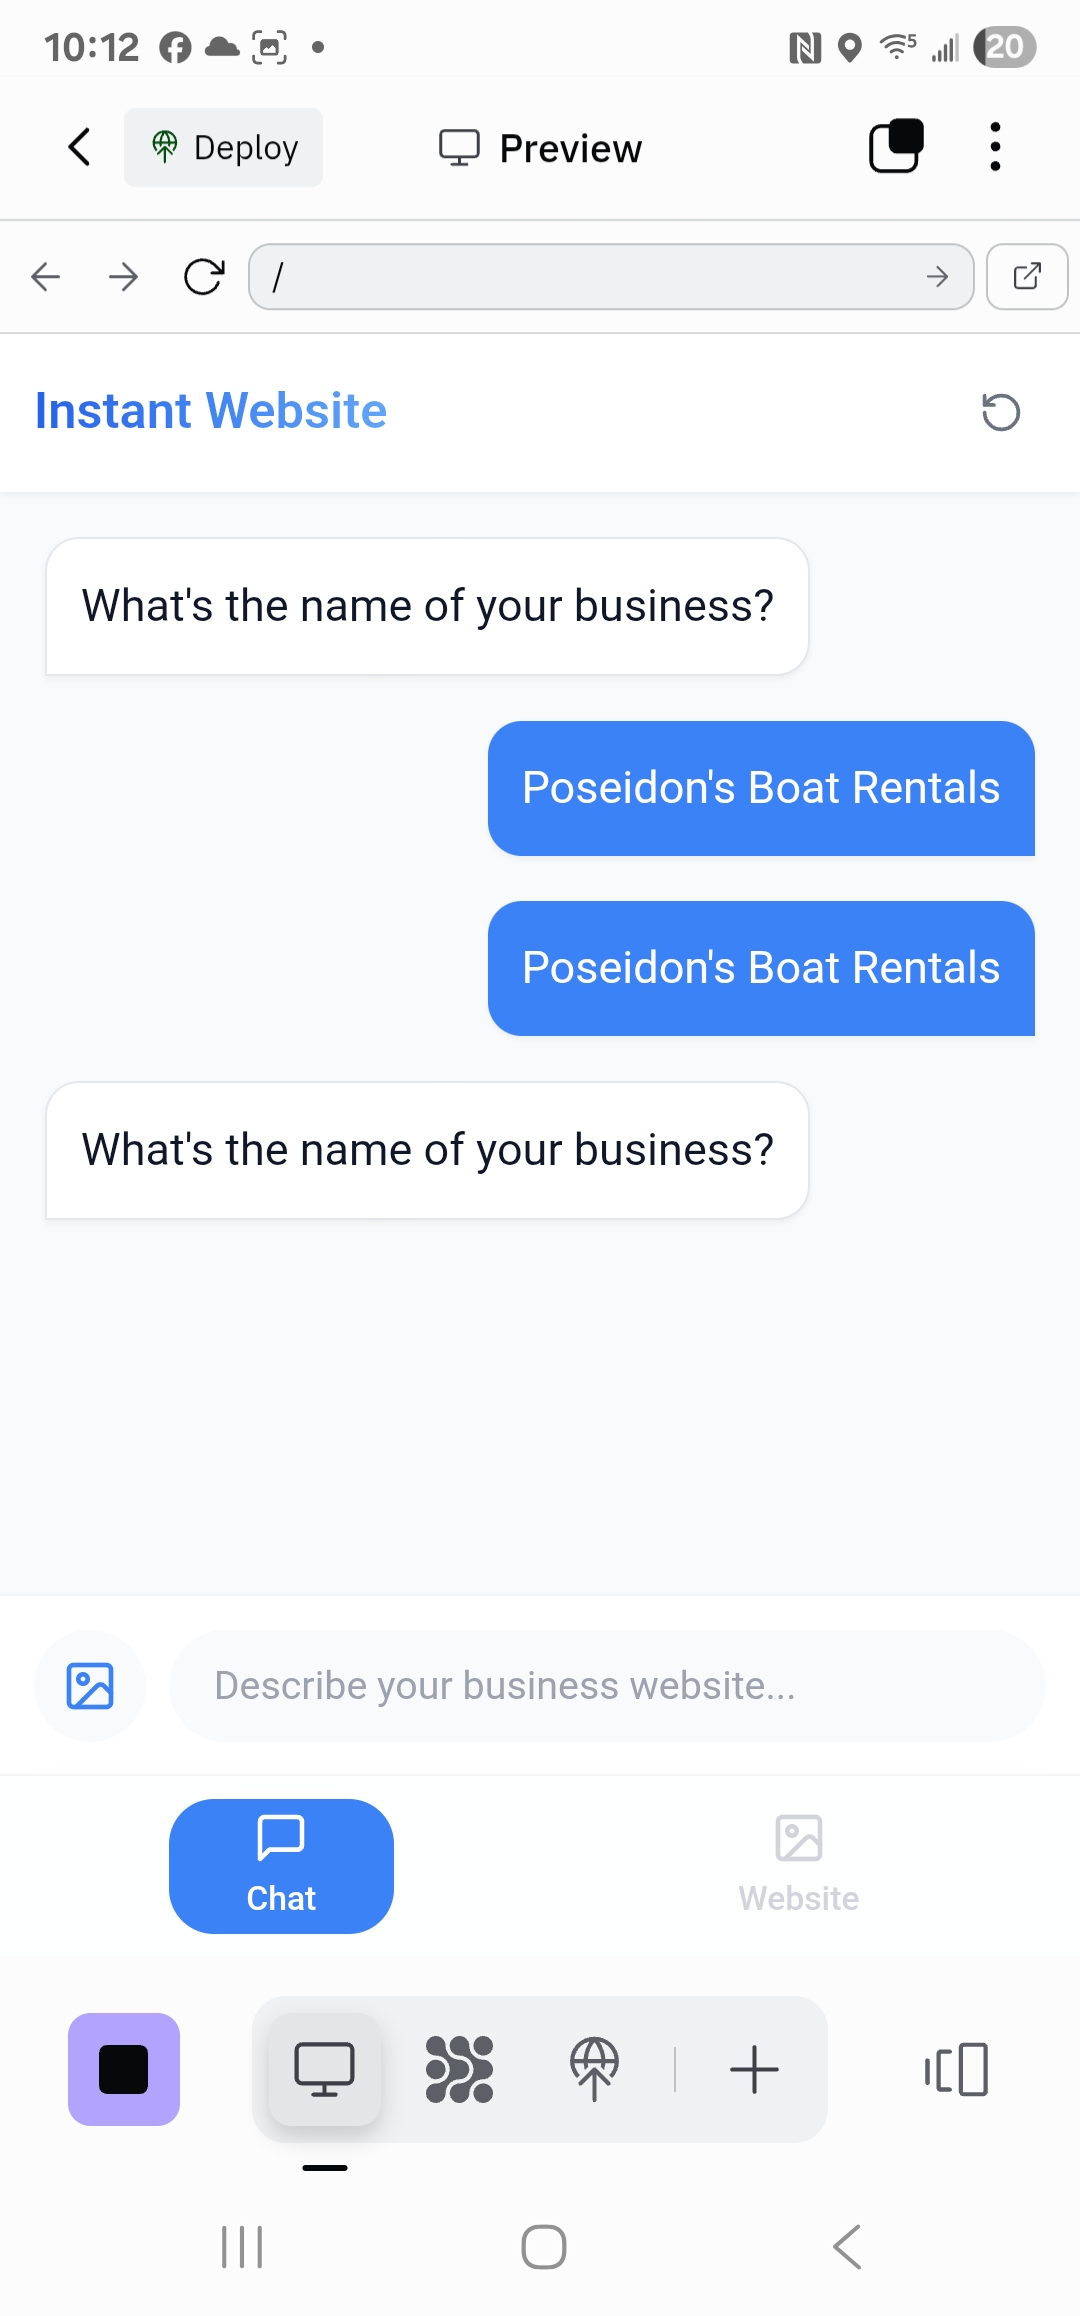 10:12
5
20
Deploy
Preview
/
Instant Website
What's the name of your business?
Poseidon's Boat Rentals
Poseidon's Boat Rentals
What's the name of your business?
Describe your business website...
Chat
Website